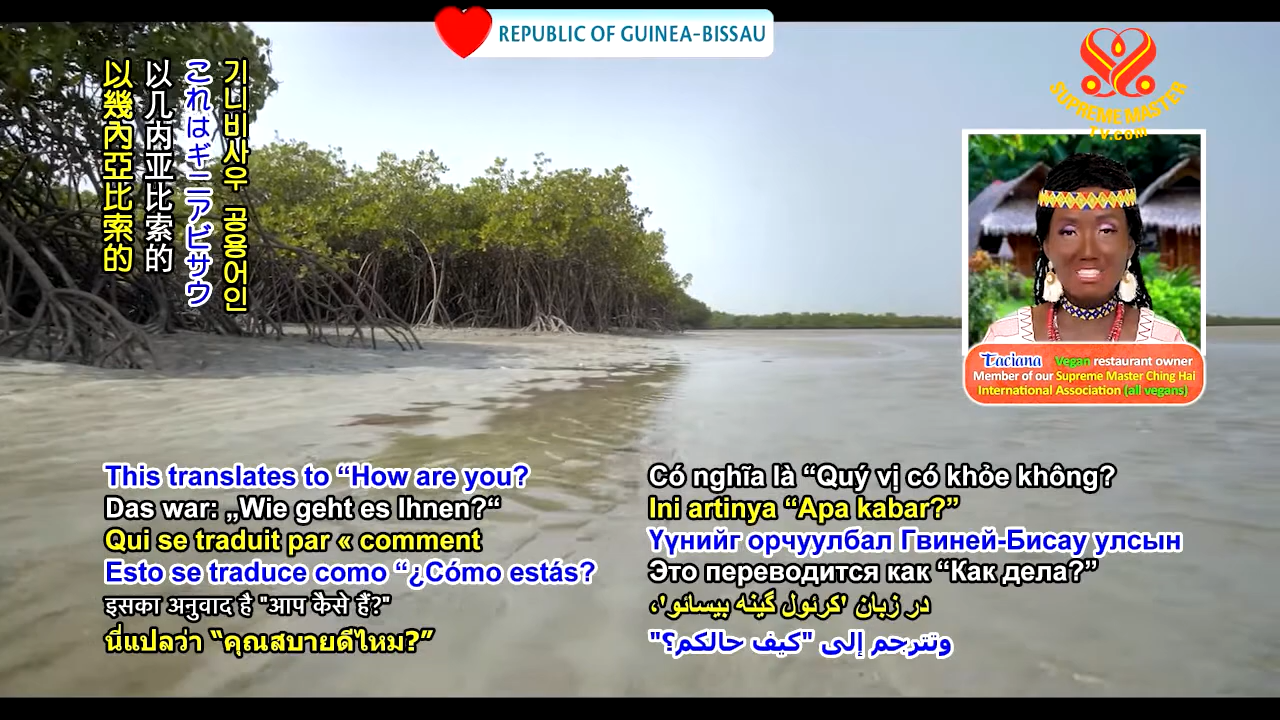 REPUBLIC OF GUINEA-BISSAU
SUPREME MASTER
TV.com
以幾內亞比索的
以几内亚比索的
これはギニアビサウ
기니비사우 공용어인
Taciana Vegan restaurant owner
Member of our Supreme Master Ching Hai
International Association (all vegans)
This translates to “How are you?
Das war: „Wie geht es Ihnen?“
Qui se traduit par « comment
Esto se traduce como “¿Cómo estás?
इसका अनुवाद है "आप कैसे हैं?"
นี่แปลว่า “คุณสบายดีไหม?”
Có nghĩa là “Quý vị có khỏe không?
Ini artinya “Apa kabar?”
Үүнийг орчуулбал Гвиней-Бисау улсын
Это переводится как “Как дела?”
در زبان 'کرئول گینه بیسائو'،
وتترجم إلى "كيف حالكم؟"